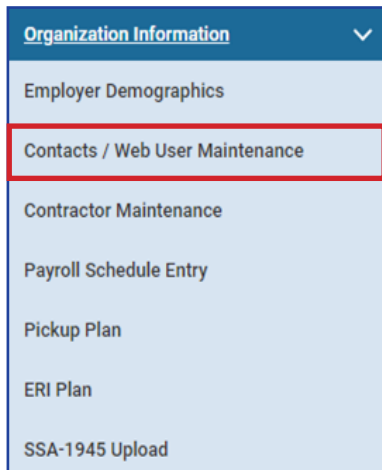 Organization Information
Employer Demographics
Contacts / Web User Maintenance
Contractor Maintenance
Payroll Schedule Entry
Pickup Plan
ERI Plan
SSA-1945 Upload